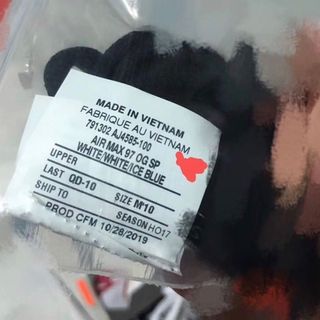 MADE IN VIETNAM
FABRIQUE AU VIETNAM
791302 AJ4585-100
AIR MAX 97 OG SP
WHITE/WHITE/ICE BLUE
UPPER
LAST QD-10 SIZE M'10
SHIP TO SEASON HO17
PROD CFM 10/28/2019